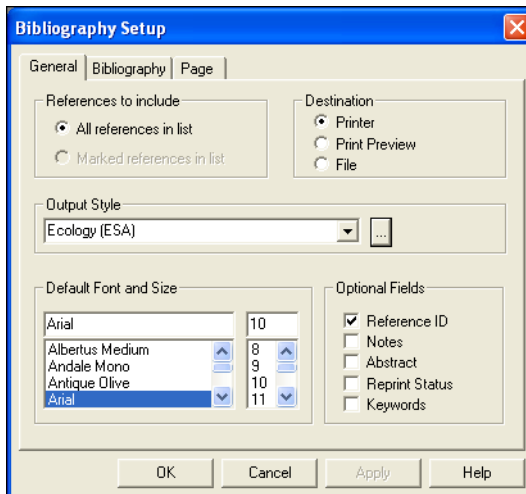 Bibliography Setup
General Bibliography Page
References to include
All references in list
Marked references in list
Destination
Printer
Print Preview
File
Output Style
Ecology (ESA)
...
Default Font and Size
Arial 10
Albertus Medium 8
Andale Mono 9
Antique Olive 10
Arial 11
Optional Fields
Reference ID
Notes
Abstract
Reprint Status
Keywords
OK Cancel Apply Help